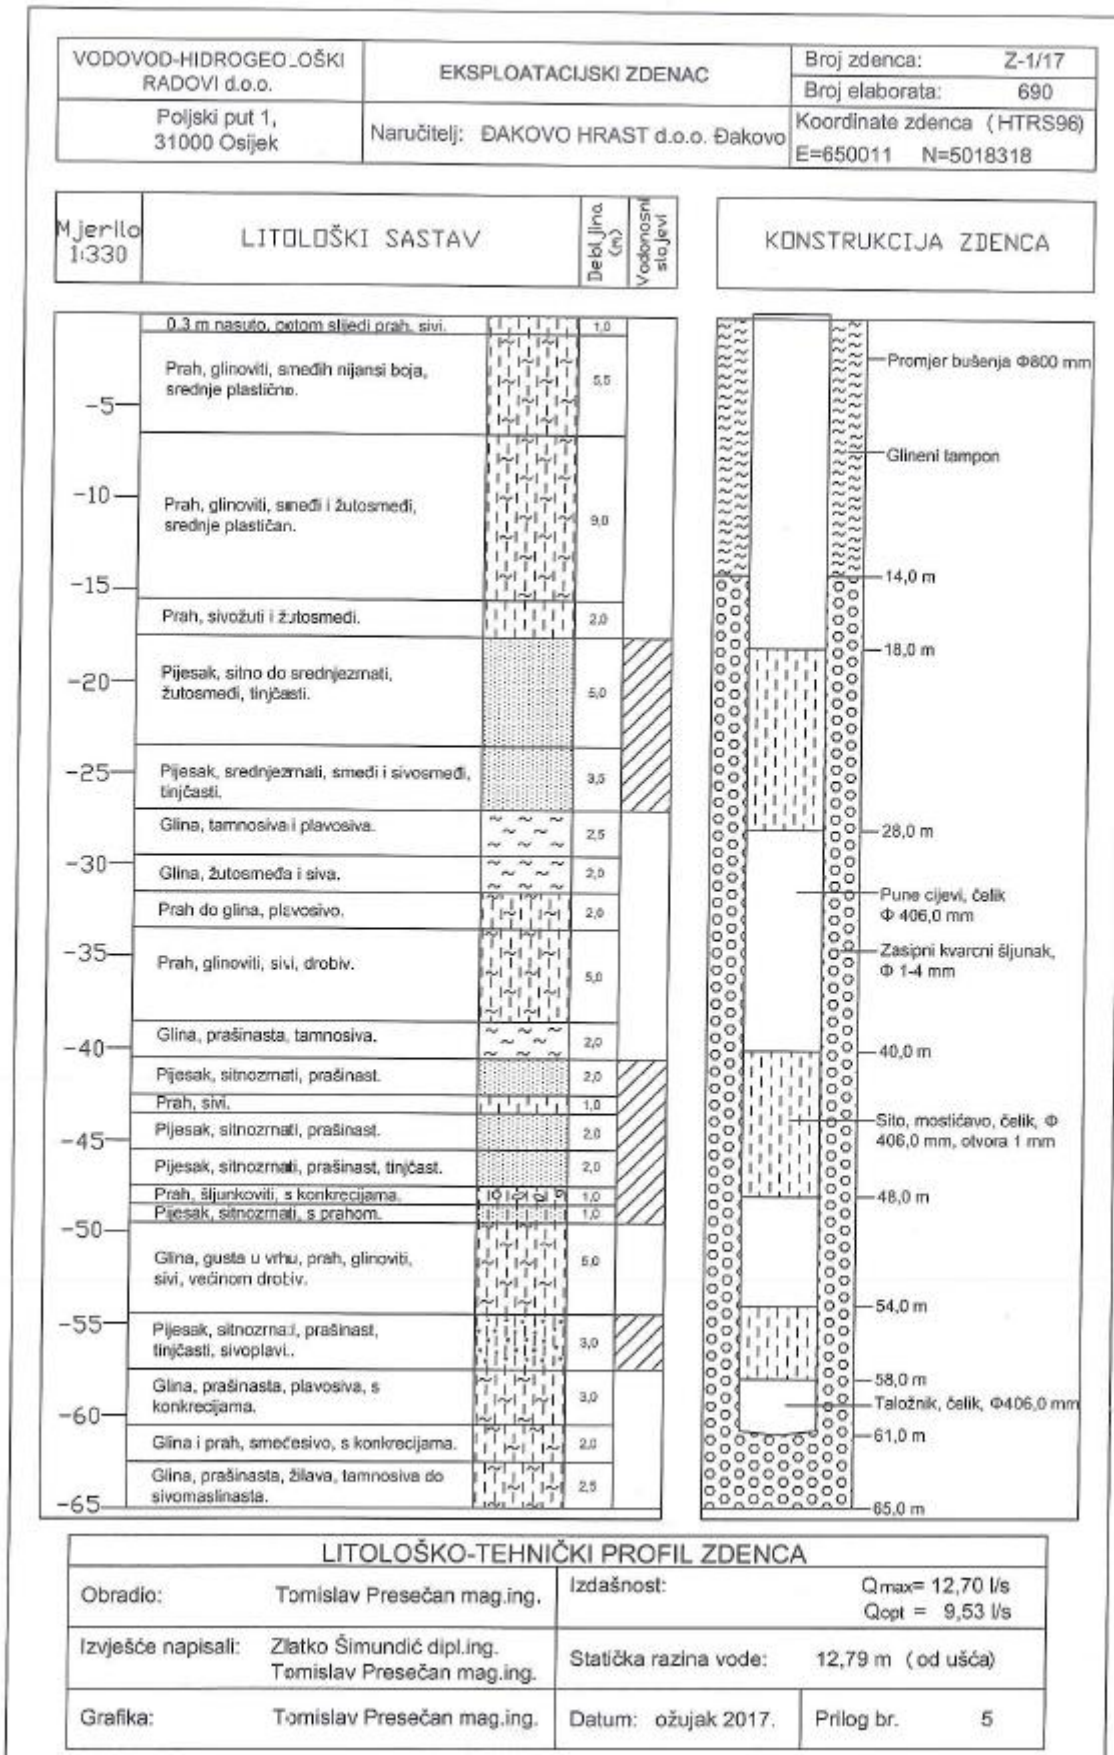 VODOVOD-HIDROGEOLOŠKI
RADOVI d.o.o.
Poljski put 1,
31000 Osijek
EKSPLOATACIJSKI ZDENAC
Naručitelj: ĐAKOVO HRAST d.o.o. Đakovo
Broj zdenca: Z-1/17
Broj elaborata: 690
Koordinate zdenca (HTRS96)
E=650011 N=5018318
Mjerilo
1:330
LITOLOŠKI SASTAV
Debljina
(m)
Vodonosni
slojevi
KONSTRUKCIJA ZDENCA
0.3 m nasuto, potom slijedi prah, sivi. 1,0
Prah, glinoviti, smeđih nijansi boja,
srednje plastično.
5,5
-5
-10
Prah, glinoviti, smeđi i žutosmeđi,
srednje plastičan.
9,0
-15
Prah, sivožuti i žutosmeđi. 2,0
Pijesak, sitno do srednjezrnati,
žutosmeđi, tinjčasti.
-20
-25
Pijesak, srednjezrnati, smeđi i sivosmeđi,
tinjčasti.
3,5
Glina, tamnosiva i plavosiva. 2,5
-30
Glina, žutosmeđa i siva. 2,0
Prah do glina, plavosivo. 2,0
-35
Prah, glinoviti, sivi, drobiv. 5,0
Glina, prašinasta, tamnosiva. 2,0
-40
Pijesak, sitnozrnati, prašinast. 2,0
Prah, sivi. 1,0
-45
Pijesak, sitnozrnati, prašinast. 2,0
Pijesak, sitnozrnati, prašinast, tinjčast. 2,0
Prah, šljunkoviti, s konkrecijama. 1,0
Pijesak, sitnozrnati, s prahom. 1,0
-50
Glina, gusta u vrhu, prah, glinoviti,
sivi, većinom drobiv.
5,0
-55
Pijesak, sitnozrnati, prašinast,
tinjčasti, sivoplavi..
3,0
Glina, prašinasta, plavosiva, s
konkrecijama.
3,0
-60
Glina i prah, smeđesivo, s konkrecijama. 2,0
Glina, prašinasta, žilava, tamnosiva do
sivomaslinasta.
2,5
-65
Promjer bušenja Φ800 mm
Glineni tampon
14,0 m
18,0 m
28,0 m
Pune cijevi, čelik
Φ 406,0 mm
Zasipni kvarcni šljunak,
Φ 1-4 mm
40,0 m
Sito, mostićavo, čelik, Φ
406,0 mm, otvora 1 mm
48,0 m
54,0 m
58,0 m
Taložnik, čelik, Φ406,0 mm
61,0 m
65,0 m
LITOLOŠKO-TEHNIČKI PROFIL ZDENCA
Obradio: Tomislav Presečan mag.ing.
Izdašnost: Qmax= 12,70 l/s
Qopt = 9,53 l/s
Izvješće napisali: Zlatko Šimundić dipl.ing.
Tomislav Presečan mag.ing.
Statička razina vode: 12,79 m (od ušća)
Grafika: Tomislav Presečan mag.ing.
Datum: ožujak 2017.
Prilog br. 5